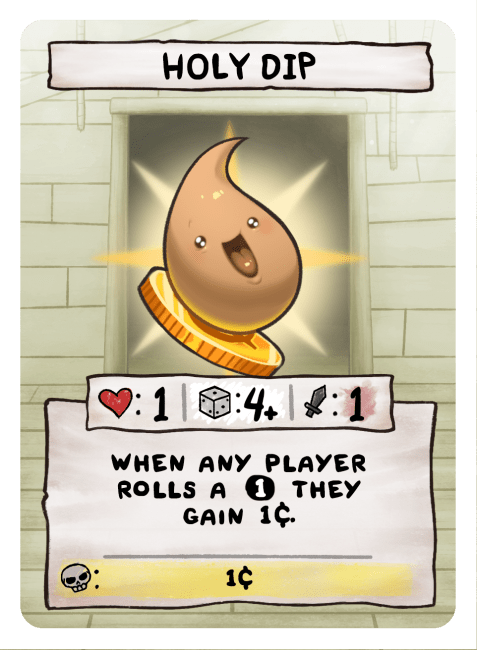 HOLY DIP
: 1 : 4+ : 1
WHEN ANY PLAYER
ROLLS A 1 THEY
GAIN 1¢.
: 1¢